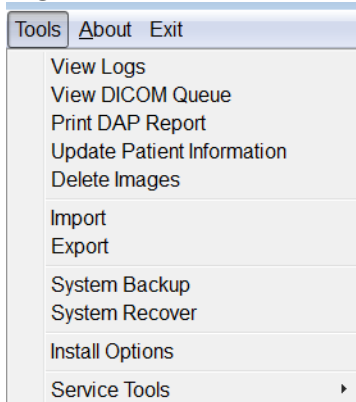 Tools About Exit
View Logs
View DICOM Queue
Print DAP Report
Update Patient Information
Delete Images
Import
Export
System Backup
System Recover
Install Options
Service Tools